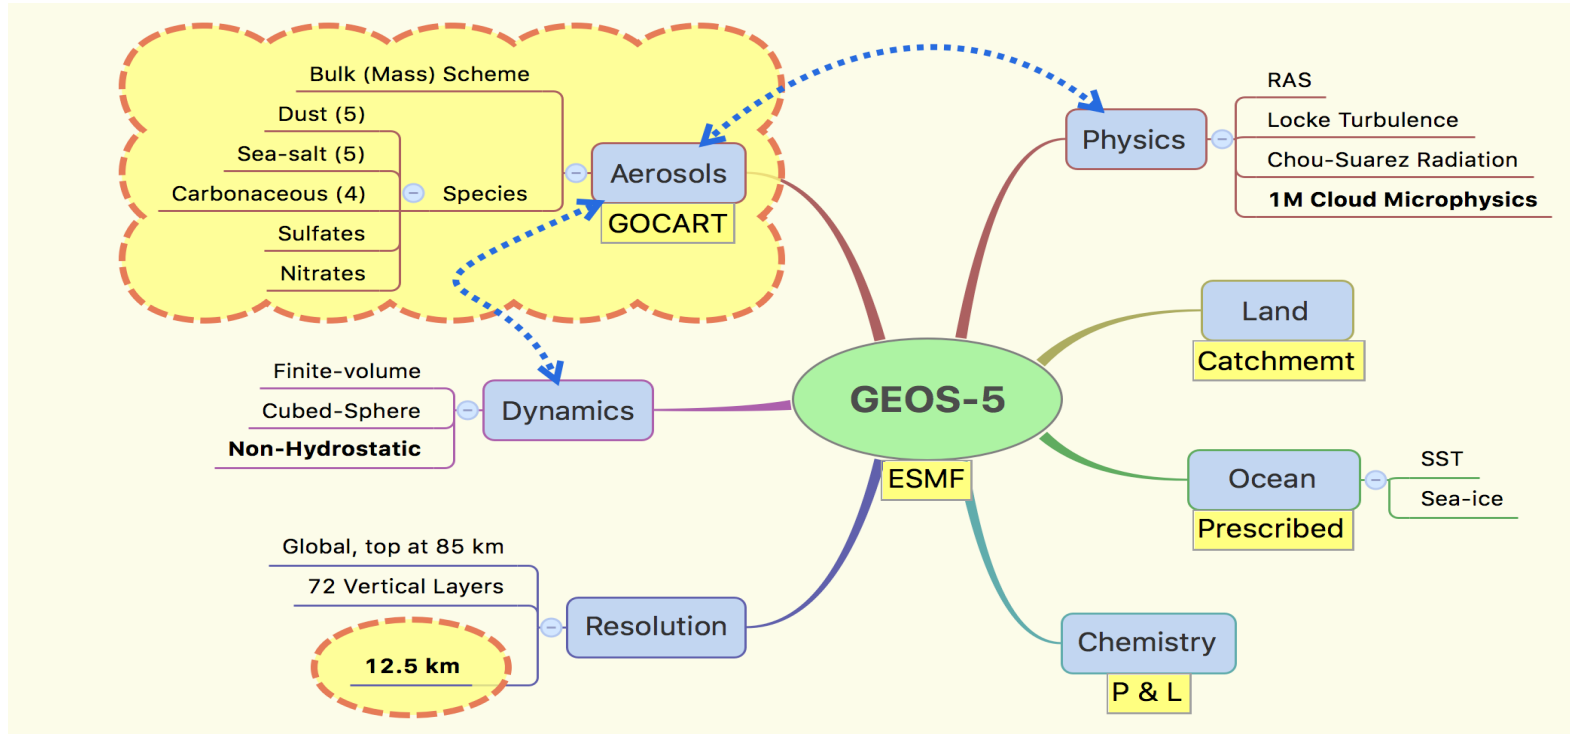 Bulk (Mass) Scheme
Dust (5)
Sea-salt (5)
Carbonaceous (4)
Species
Sulfates
Nitrates
Aerosols
GOCART
Physics
RAS
Locke Turbulence
Chou-Suarez Radiation
1M Cloud Microphysics
Land
Catchmemt
GEOS-5
ESMF
Finite-volume
Cubed-Sphere
Non-Hydrostatic
Dynamics
Ocean
Prescribed
SST
Sea-ice
Global, top at 85 km
72 Vertical Layers
12.5 km
Resolution
Chemistry
P & L